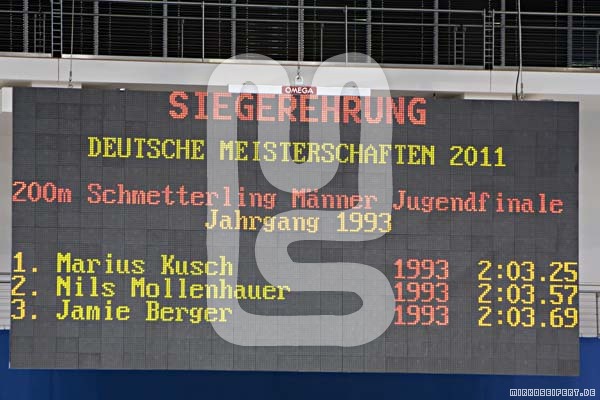 OMEGA
SIEGEREHRUNG
DEUTSCHE MEISTERSCHAFTEN 2011
200m Schmetterling Männer Jugendfinale
Jahrgang 1993
1. Marius Kusch 1993 2:03.25
2. Nils Mollenhauer 1993 2:03.57
3. Jamie Berger 1993 2:03.69
MIRKOSEIFERT.DE